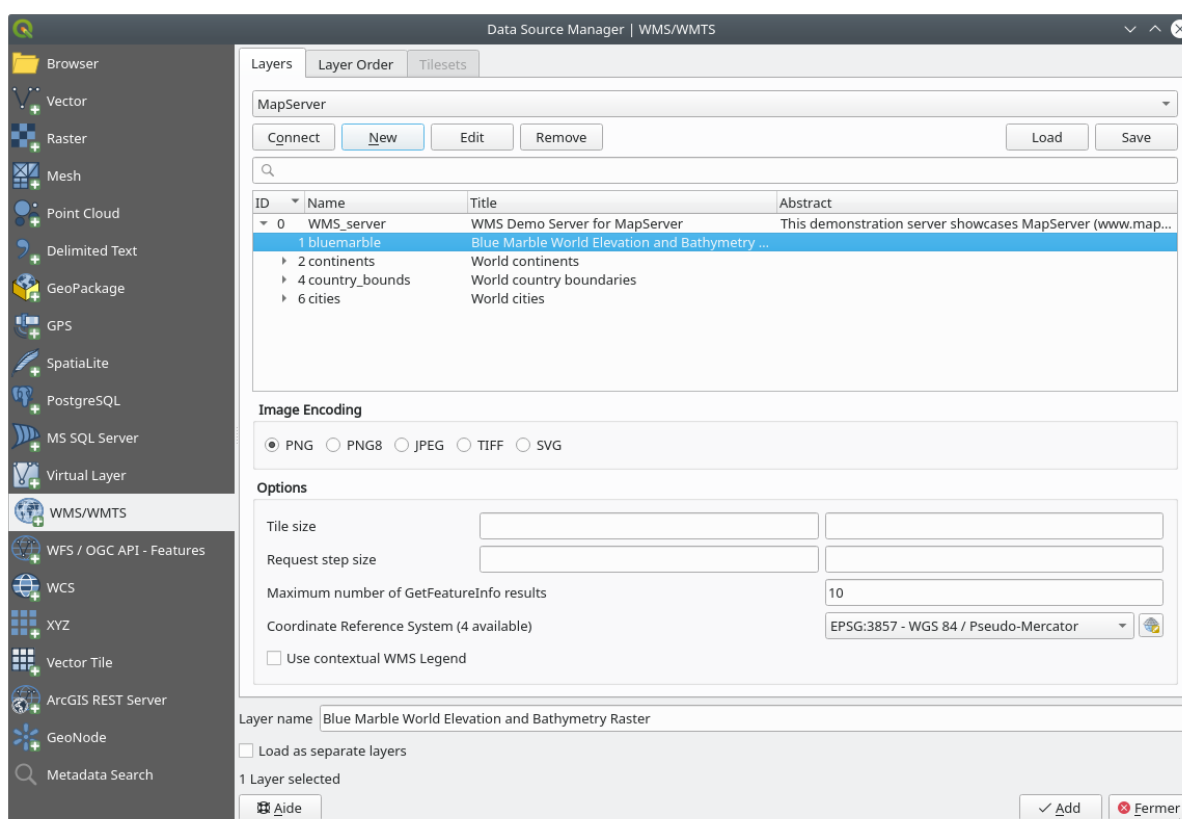 Data Source Manager | WMS/WMTS
Browser
Vector
Raster
Mesh
Point Cloud
Delimited Text
GeoPackage
GPS
SpatiaLite
PostgreSQL
MS SQL Server
Virtual Layer
WMS/WMTS
WFS / OGC API - Features
WCS
XYZ
Vector Tile
ArcGIS REST Server
GeoNode
Metadata Search
Layers Layer Order Tilesets
MapServer
Connect New Edit Remove Load Save
ID Name Title Abstract
0 WMS_server WMS Demo Server for MapServer This demonstration server showcases MapServer (www.map...
1 bluemarble Blue Marble World Elevation and Bathymetry ...
2 continents World continents
4 country_bounds World country boundaries
6 cities World cities
Image Encoding
PNG PNG8 JPEG TIFF SVG
Options
Tile size
Request step size
Maximum number of GetFeatureInfo results 10
Coordinate Reference System (4 available) EPSG:3857 - WGS 84 / Pseudo-Mercator
Use contextual WMS Legend
Layer name Blue Marble World Elevation and Bathymetry Raster
Load as separate layers
1 Layer selected
Aide Add Fermer